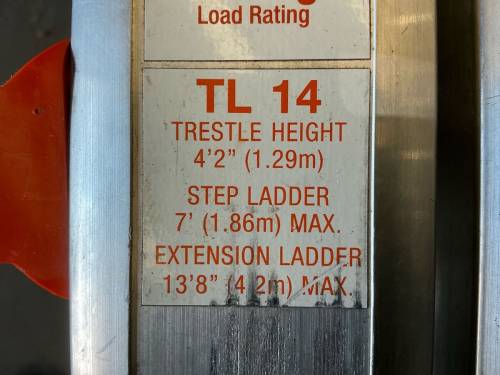 Load Rating
TL 14
TRESTLE HEIGHT
4'2" (1.29m)
STEP LADDER
7' (1.86m) MAX.
EXTENSION LADDER
13'8" (4.2m) MAX.